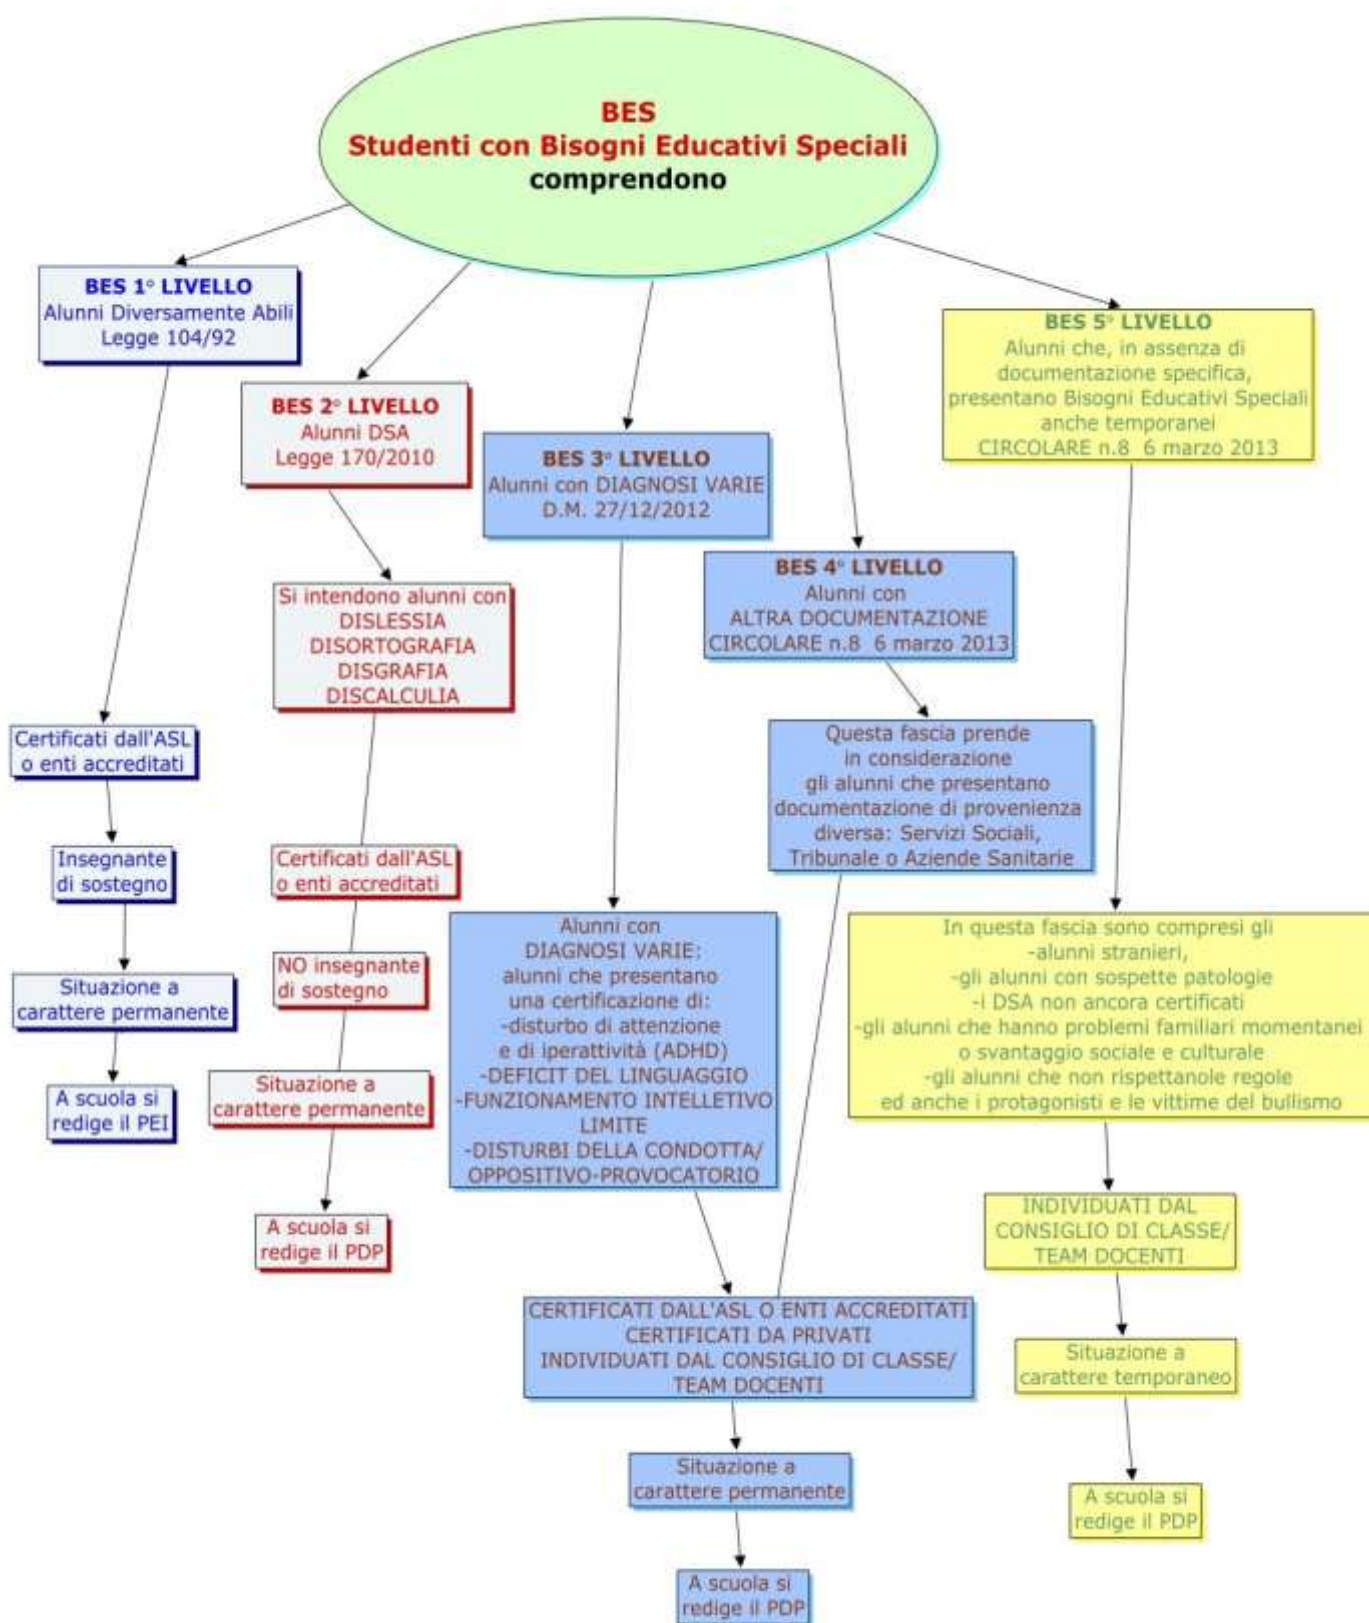 BES
Studenti con Bisogni Educativi Speciali
comprendono
BES 1° LIVELLO
Alunni Diversamente Abili
Legge 104/92
Certificati dall'ASL
o enti accreditati
Insegnante
di sostegno
Situazione a
carattere permanente
A scuola si
redige il PEI
BES 2° LIVELLO
Alunni DSA
Legge 170/2010
Si intendono alunni con
DISLESSIA
DISORTOGRAFIA
DISGRAFIA
DISCALCULIA
Certificati dall'ASL
o enti accreditati
NO insegnante
di sostegno
Situazione a
carattere permanente
A scuola si
redige il PDP
BES 3° LIVELLO
Alunni con DIAGNOSI VARIE
D.M. 27/12/2012
Alunni con
DIAGNOSI VARIE:
alunni che presentano
una certificazione di:
-disturbo di attenzione
e di iperattività (ADHD)
-DEFICIT DEL LINGUAGGIO
-FUNZIONAMENTO INTELLETIVO
LIMITE
-DISTURBI DELLA CONDOTTA/
OPPOSITIVO-PROVOCATORIO
BES 4° LIVELLO
Alunni con
ALTRA DOCUMENTAZIONE
CIRCOLARE n.8 6 marzo 2013
Questa fascia prende
in considerazione
gli alunni che presentano
documentazione di provenienza
diversa: Servizi Sociali,
Tribunale o Aziende Sanitarie
CERTIFICATI DALL'ASL O ENTI ACCREDITATI
CERTIFICATI DA PRIVATI
INDIVIDUATI DAL CONSIGLIO DI CLASSE/
TEAM DOCENTI
Situazione a
carattere permanente
A scuola si
redige il PDP
BES 5° LIVELLO
Alunni che, in assenza di
documentazione specifica,
presentano Bisogni Educativi Speciali
anche temporanei
CIRCOLARE n.8 6 marzo 2013
In questa fascia sono compresi gli
-alunni stranieri,
-gli alunni con sospette patologie
-i DSA non ancora certificati
-gli alunni che hanno problemi familiari momentanei
o svantaggio sociale e culturale
-gli alunni che non rispettanole regole
ed anche i protagonisti e le vittime del bullismo
INDIVIDUATI DAL
CONSIGLIO DI CLASSE/
TEAM DOCENTI
Situazione a
carattere temporaneo
A scuola si
redige il PDP